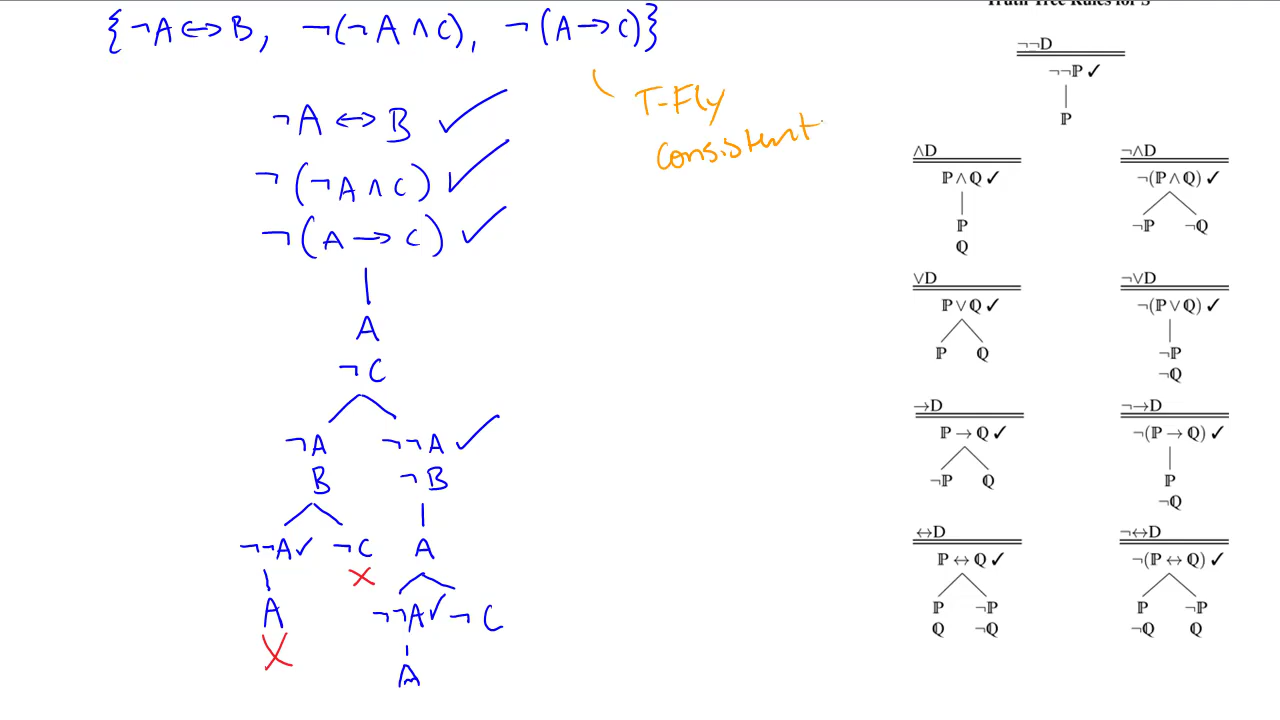 {¬A↔B, ¬(¬A∧C), ¬(A→C)}
T-Fly
consistent
¬A ↔ B ✓
¬(¬A ∧ C) ✓
¬(A → C) ✓
A
¬C
¬A ¬¬A ✓
B ¬B
¬¬A ✓ ¬C A
× 
A ¬¬A ✓ ¬C
×
A
Truth Tree Rules for S
¬¬D
¬¬ℙ ✓
ℙ
∧D
ℙ ∧ ℚ ✓
ℙ
ℚ
¬∧D
¬(ℙ ∧ ℚ) ✓
¬ℙ ¬ℚ
∨D
ℙ ∨ ℚ ✓
ℙ ℚ
¬∨D
¬(ℙ ∨ ℚ) ✓
¬ℙ
¬ℚ
→D
ℙ → ℚ ✓
¬ℙ ℚ
¬→D
¬(ℙ → ℚ) ✓
ℙ
¬ℚ
↔D
ℙ ↔ ℚ ✓
ℙ ¬ℙ
ℚ ¬ℚ
¬↔D
¬(ℙ ↔ ℚ) ✓
ℙ ¬ℙ
¬ℚ ℚ